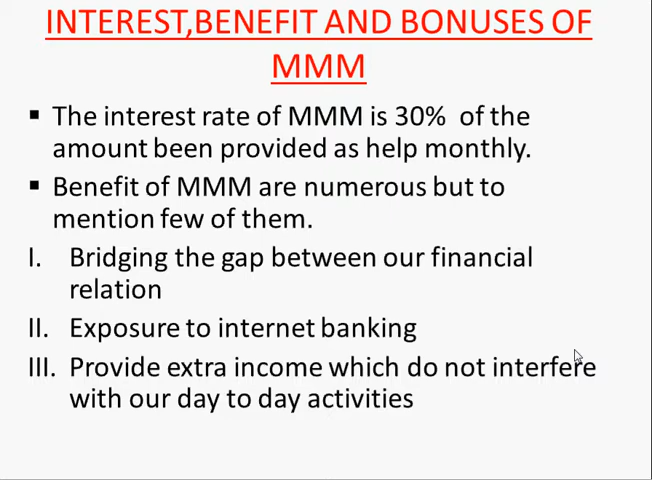 INTEREST,BENEFIT AND BONUSES OF
MMM
▪ The interest rate of MMM is 30%  of the
amount been provided as help monthly.
▪ Benefit of MMM are numerous but to
mention few of them.
I. Bridging the gap between our financial
relation
II. Exposure to internet banking
III. Provide extra income which do not interfere
with our day to day activities